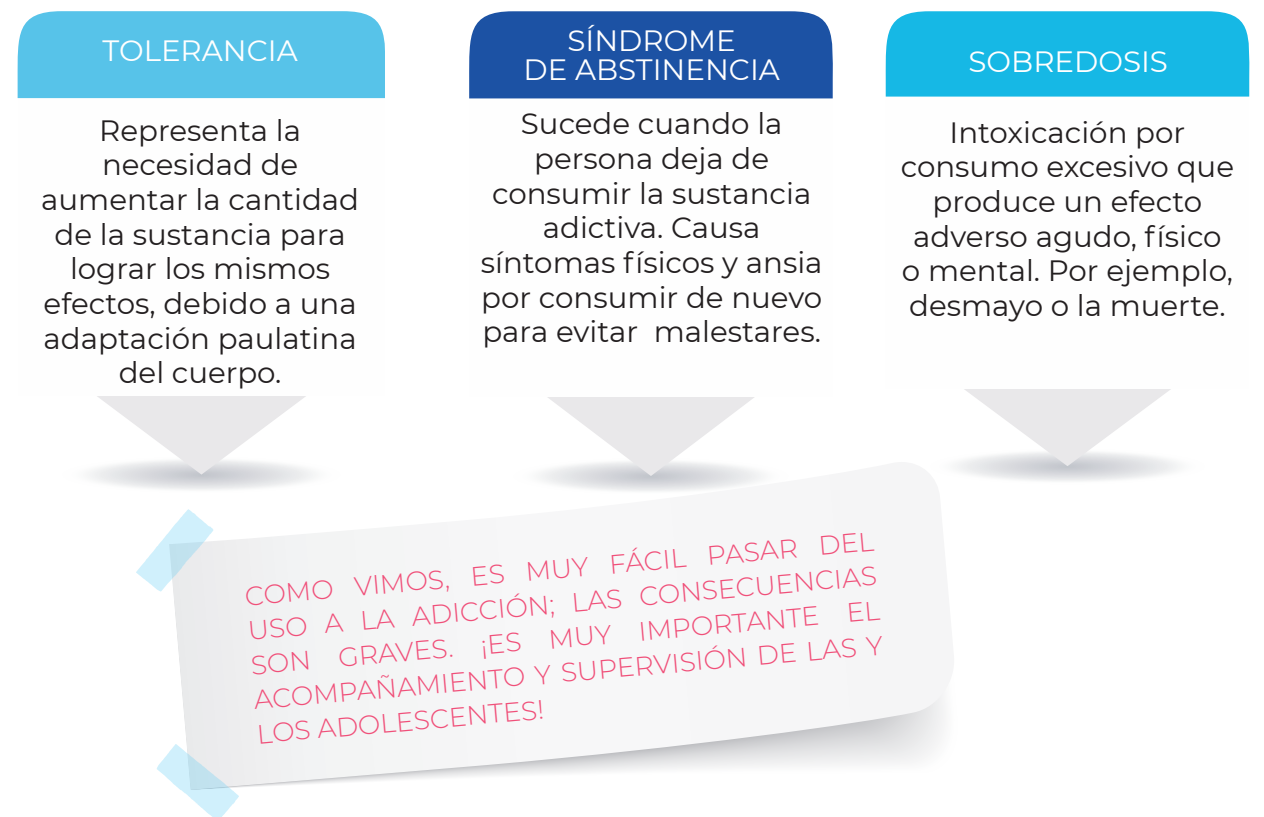 TOLERANCIA
Representa la
necesidad de
aumentar la cantidad
de la sustancia para
lograr los mismos
efectos, debido a una
adaptación paulatina
del cuerpo.
SÍNDROME
DE ABSTINENCIA
Sucede cuando la
persona deja de
consumir la sustancia
adictiva. Causa
síntomas físicos y ansia
por consumir de nuevo
para evitar malestares.
SOBREDOSIS
Intoxicación por
consumo excesivo que
produce un efecto
adverso agudo, físico
o mental. Por ejemplo,
desmayo o la muerte.
COMO VIMOS, ES MUY FÁCIL PASAR DEL
USO A LA ADICCIÓN; LAS CONSECUENCIAS
SON GRAVES. ¡ES MUY IMPORTANTE EL
ACOMPAÑAMIENTO Y SUPERVISIÓN DE LAS Y
LOS ADOLESCENTES!